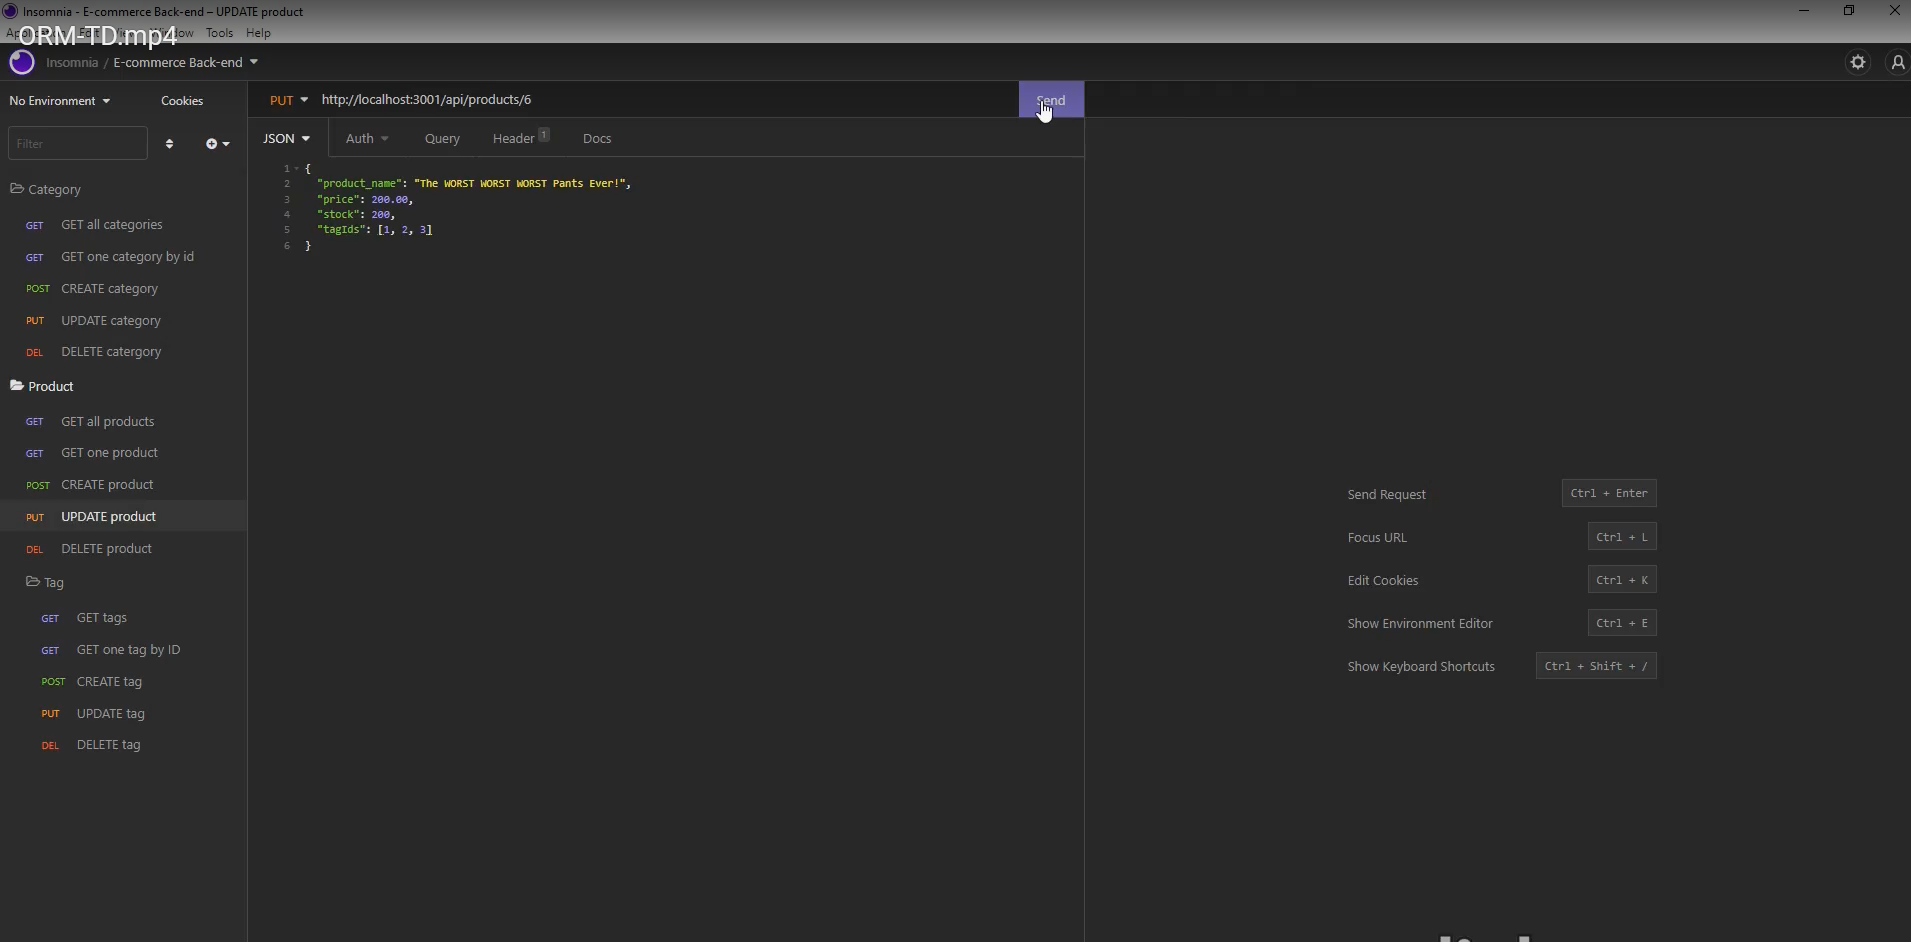 Insomnia - E-commerce Back-end – UPDATE product
ORM-TD.mp4
Tools Help
Insomnia / E-commerce Back-end
No Environment Cookies
PUT http://localhost:3001/api/products/6 Send
Filter
JSON Auth Query Header 1 Docs
1 {
2 "product_name": "The WORST WORST WORST Pants Ever!",
3 "price": 200.00,
4 "stock": 200,
5 "tagIds": [1, 2, 3]
6 }
Category
GET GET all categories
GET GET one category by id
POST CREATE category
PUT UPDATE category
DEL DELETE catergory
Product
GET GET all products
GET GET one product
POST CREATE product
PUT UPDATE product
DEL DELETE product
Tag
GET GET tags
GET GET one tag by ID
POST CREATE tag
PUT UPDATE tag
DEL DELETE tag
Send Request Ctrl + Enter
Focus URL Ctrl + L
Edit Cookies Ctrl + K
Show Environment Editor Ctrl + E
Show Keyboard Shortcuts Ctrl + Shift + /